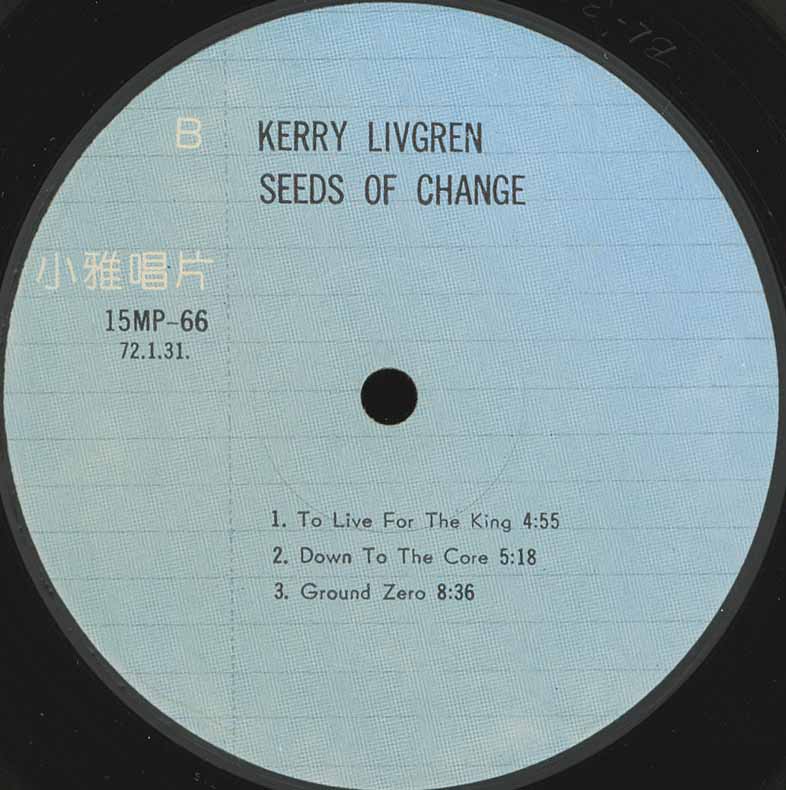 B
KERRY LIVGREN
SEEDS OF CHANGE
小雅唱片
15MP-66
72.1.31.
1. To Live For The King 4:55
2. Down To The Core 5:18
3. Ground Zero 8:36